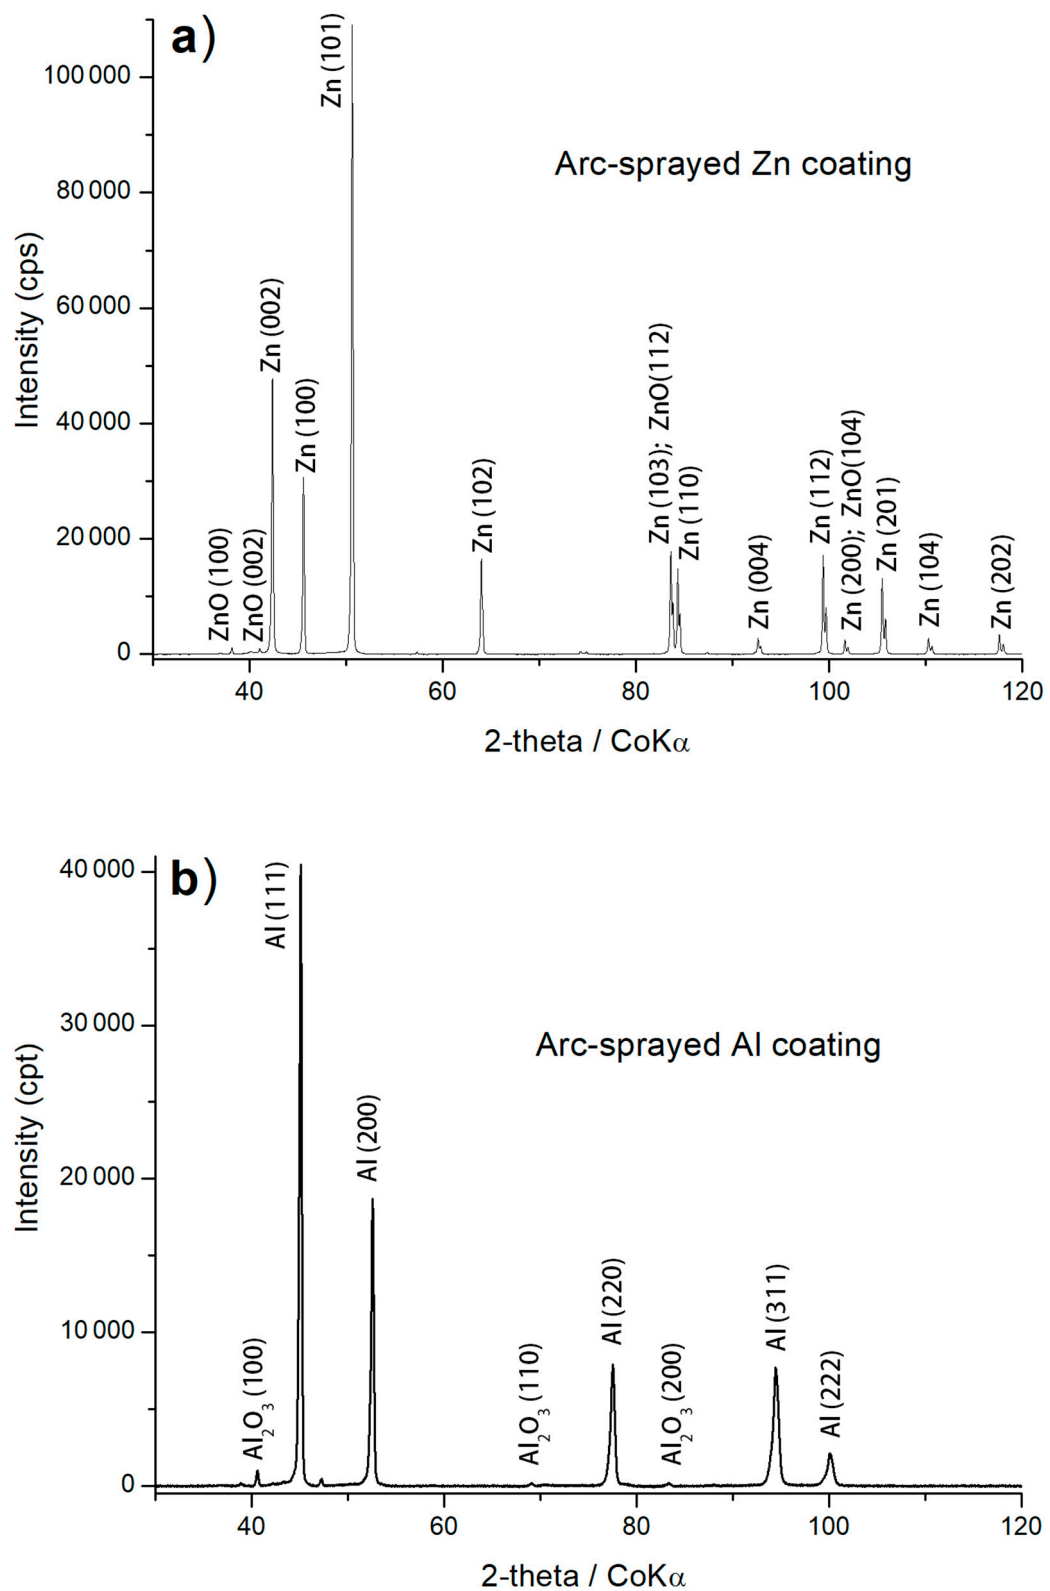 a)
Arc-sprayed Zn coating
Intensity (cps)
100 000
80 000
60 000
40 000
20 000
0
ZnO (100)
ZnO (002)
Zn (002)
Zn (100)
Zn (101)
Zn (102)
Zn (103); ZnO(112)
Zn (110)
Zn (004)
Zn (112)
Zn (200); ZnO(104)
Zn (201)
Zn (104)
Zn (202)
40
60
80
100
120
2-theta / CoKα
b)
Arc-sprayed Al coating
Intensity (cpt)
40 000
30 000
20 000
10 000
0
Al₂O₃ (100)
Al (111)
Al (200)
Al₂O₃ (110)
Al (220)
Al₂O₃ (200)
Al (311)
Al (222)
40
60
80
100
120
2-theta / CoKα